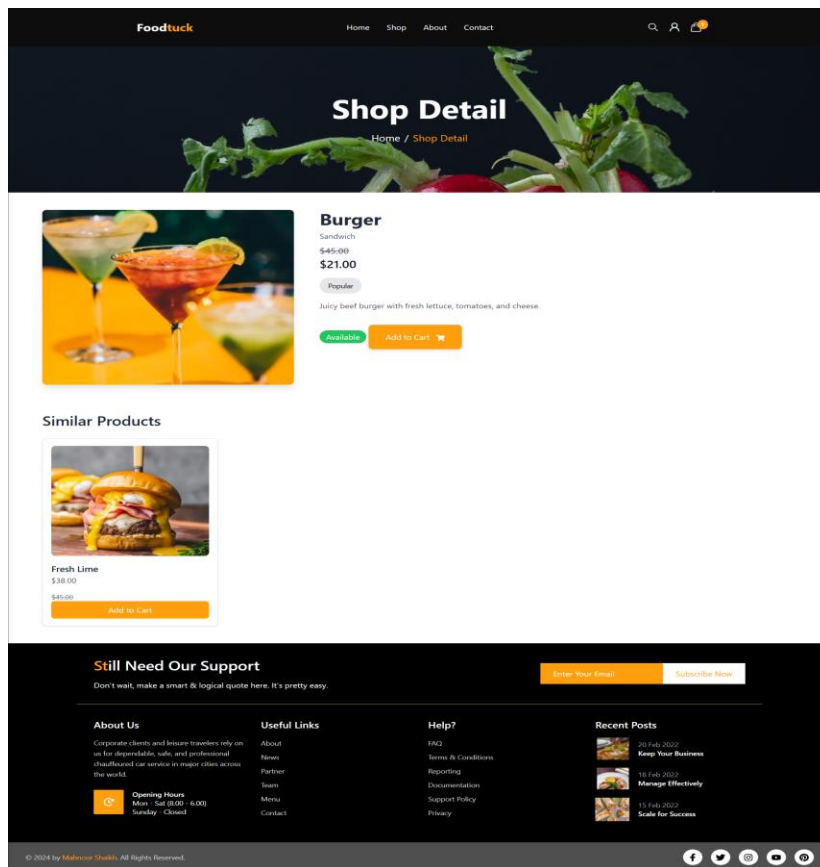 Foodtuck
Home Shop About Contact
1
Shop Detail
Home / Shop Detail
Burger
Sandwich
$45.00
$21.00
Popular
Juicy beef burger with fresh lettuce, tomatoes, and cheese.
Available
Add to Cart
Similar Products
Fresh Lime
$38.00
$45.00
Add to Cart
Still Need Our Support
Don't wait, make a smart & logical quote here. It's pretty easy.
Enter Your Email
Subscribe Now
About Us
Corporate clients and leisure travelers rely on
us for dependable, safe, and professional
chauffeured car service in major cities across
the world.
Opening Hours
Mon - Sat (8.00 - 6.00)
Sunday - Closed
Useful Links
About
News
Partner
Team
Menu
Contact
Help?
FAQ
Terms & Conditions
Reporting
Documentation
Support Policy
Privacy
Recent Posts
20 Feb 2022
Keep Your Business
18 Feb 2022
Manage Effectively
15 Feb 2022
Scale for Success
© 2024 by Mahnoor Shaikh. All Rights Reserved.